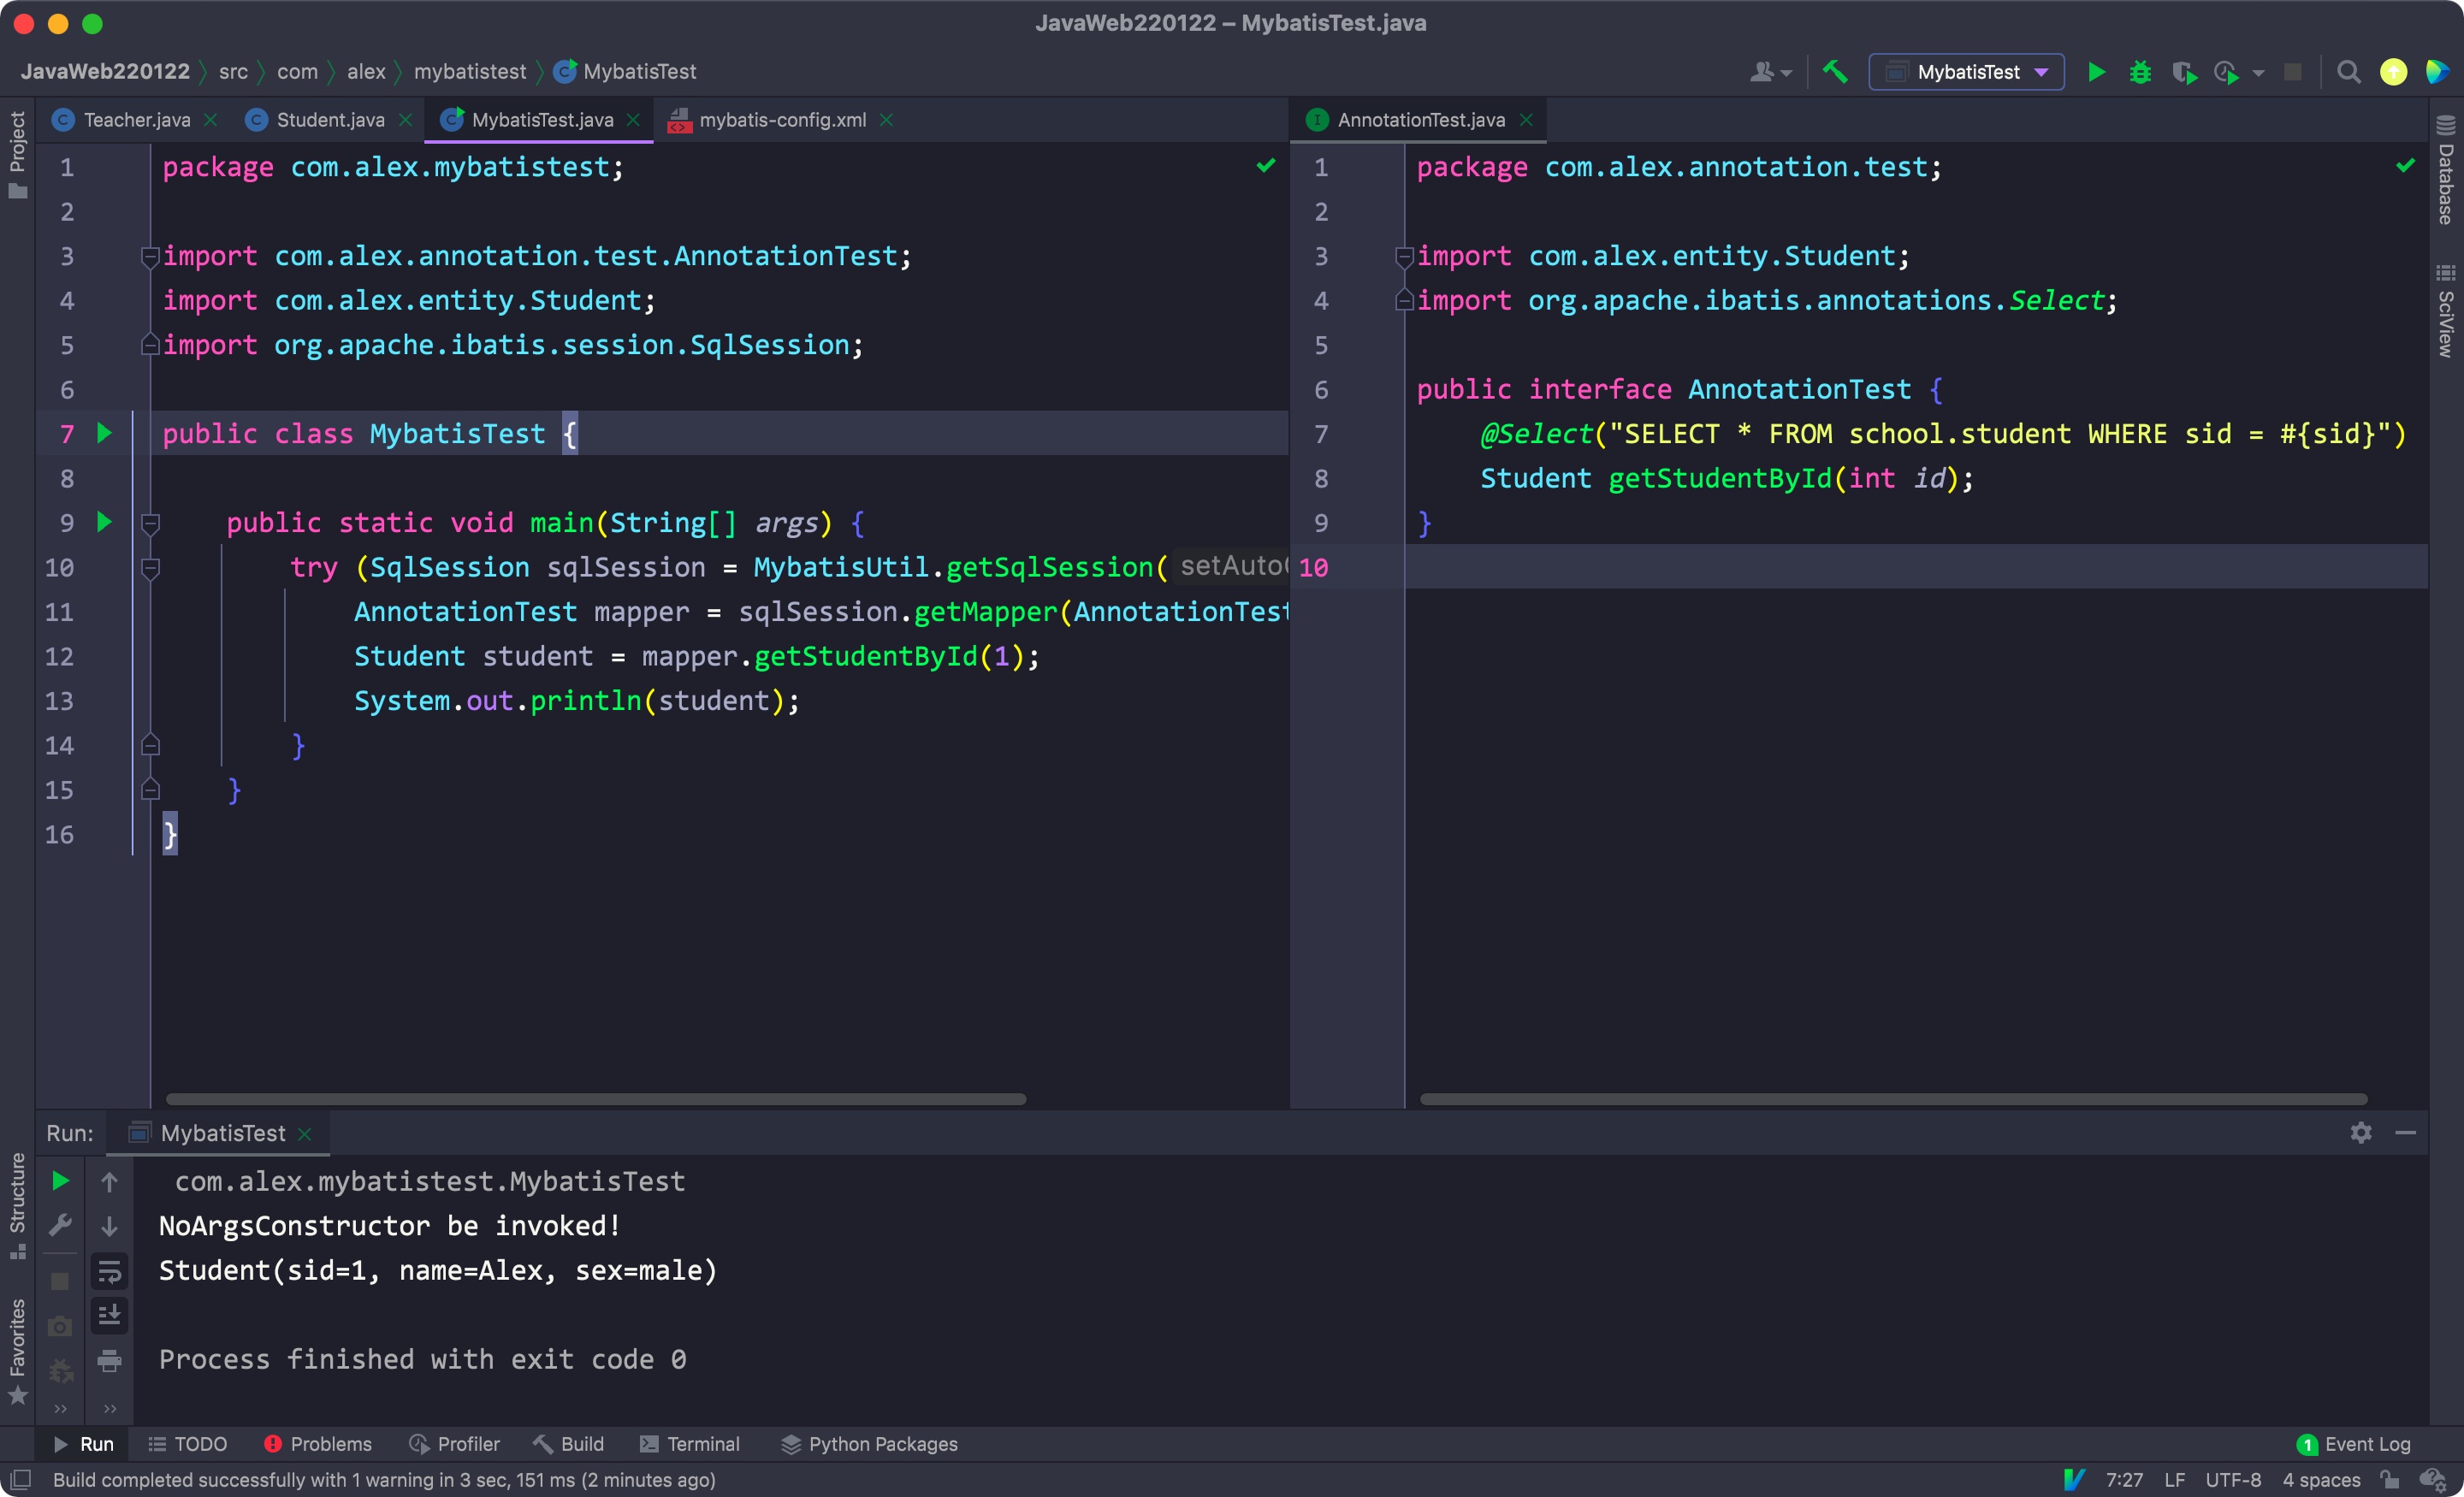 JavaWeb220122 – MybatisTest.java
JavaWeb220122 src com alex mybatistest MybatisTest
MybatisTest
Project
Teacher.java Student.java MybatisTest.java mybatis-config.xml
1 package com.alex.mybatistest;
2
3 import com.alex.annotation.test.AnnotationTest;
4 import com.alex.entity.Student;
5 import org.apache.ibatis.session.SqlSession;
6
7 public class MybatisTest {
8
9 public static void main(String[] args) {
10 try (SqlSession sqlSession = MybatisUtil.getSqlSession( setAuto
11 AnnotationTest mapper = sqlSession.getMapper(AnnotationTest
12 Student student = mapper.getStudentById(1);
13 System.out.println(student);
14 }
15 }
16 }
AnnotationTest.java
1 package com.alex.annotation.test;
2
3 import com.alex.entity.Student;
4 import org.apache.ibatis.annotations.Select;
5
6 public interface AnnotationTest {
7 @Select("SELECT * FROM school.student WHERE sid = #{sid}")
8 Student getStudentById(int id);
9 }
10
Database
SciView
Run: MybatisTest
com.alex.mybatistest.MybatisTest
NoArgsConstructor be invoked!
Student(sid=1, name=Alex, sex=male)
Process finished with exit code 0
Structure
Favorites
Run TODO Problems Profiler Build Terminal Python Packages 1 Event Log
Build completed successfully with 1 warning in 3 sec, 151 ms (2 minutes ago) 7:27 LF UTF-8 4 spaces